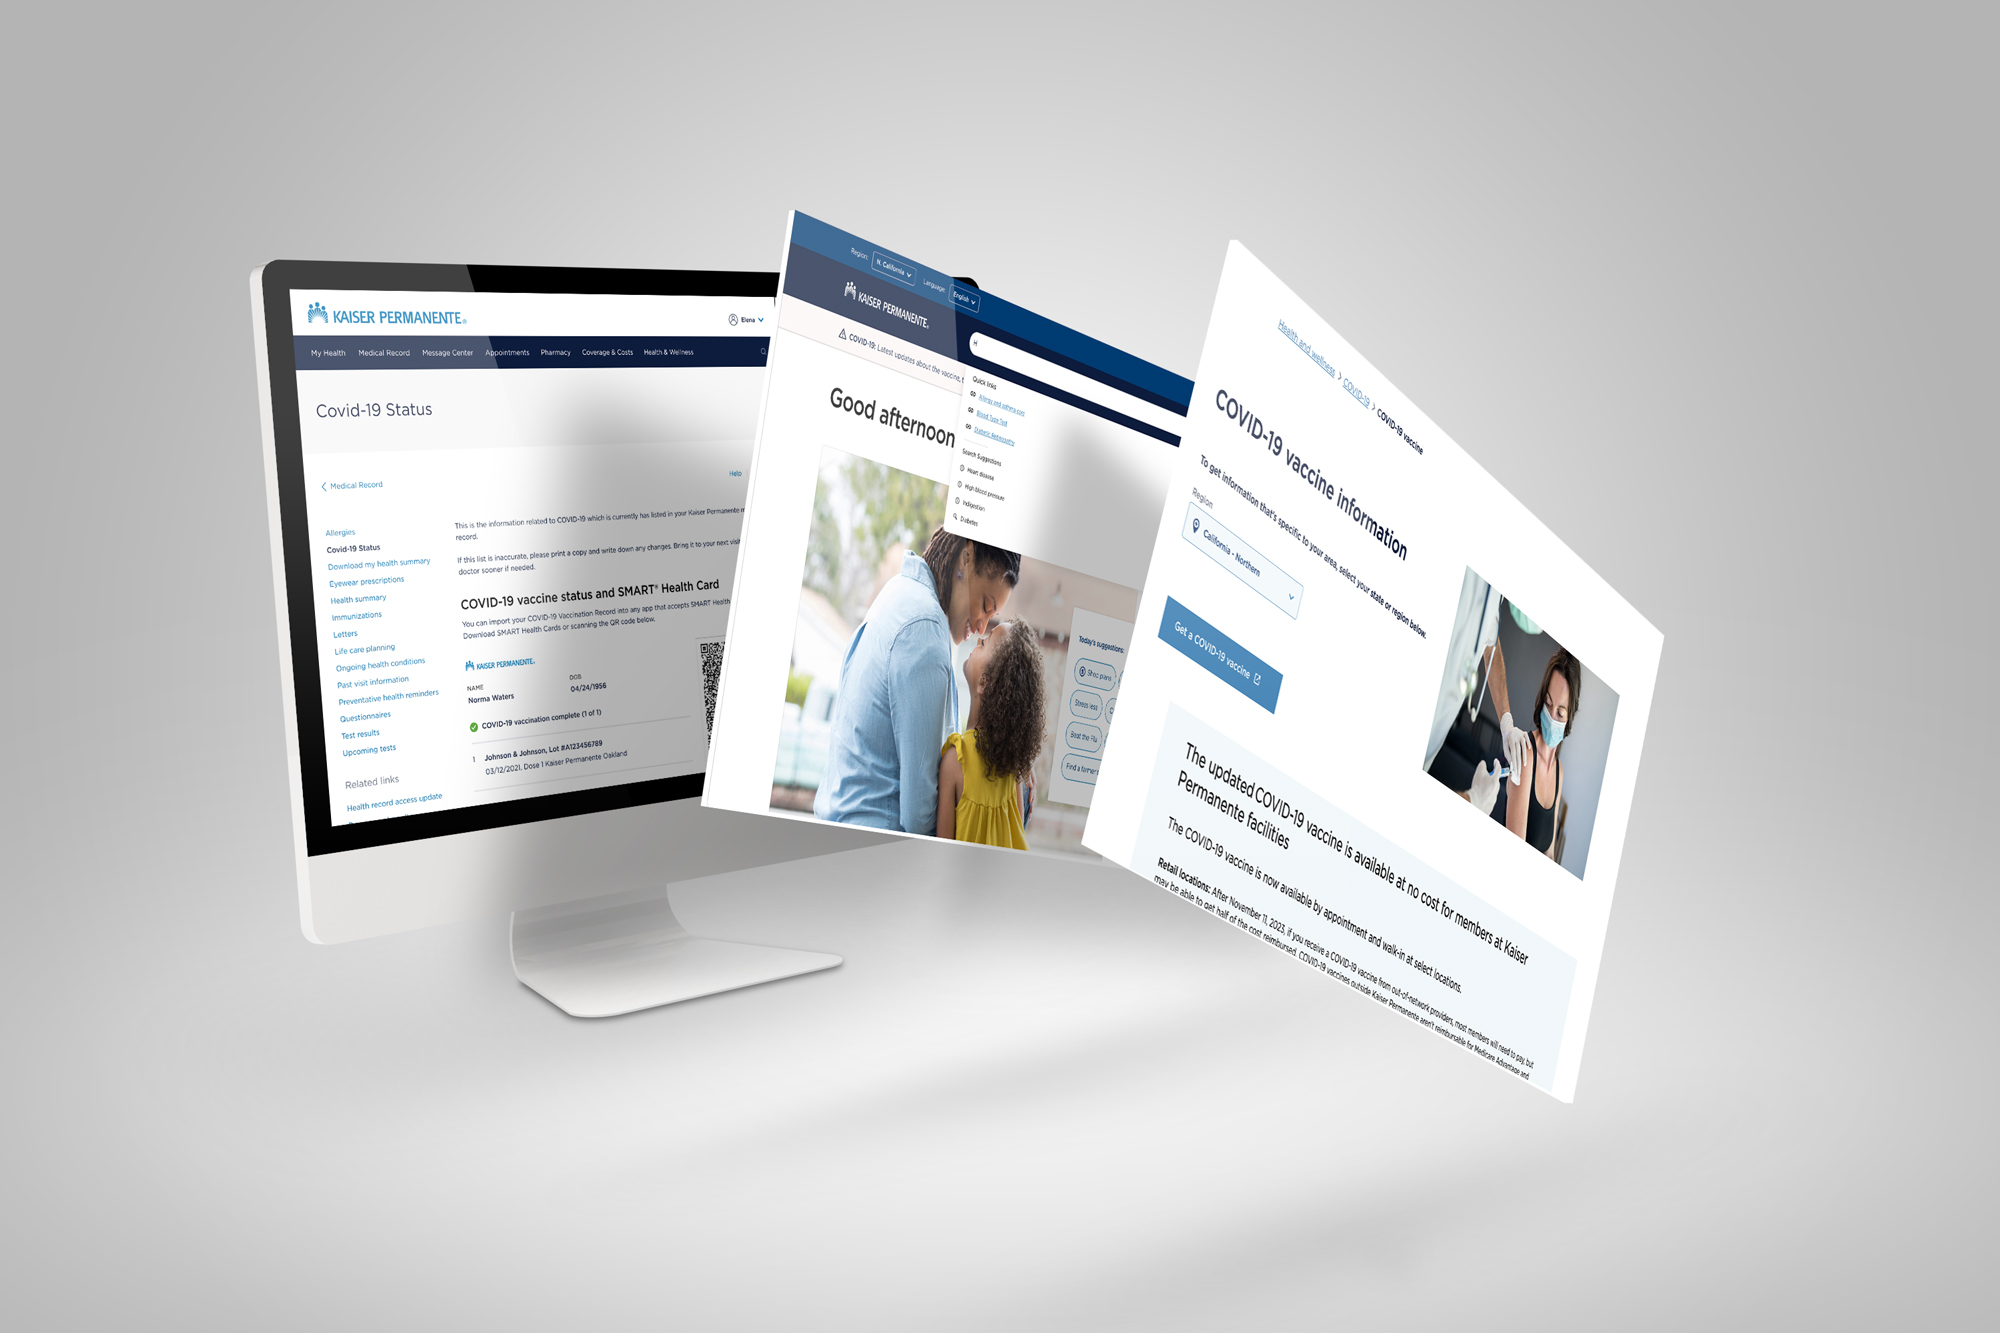 KAISER PERMANENTE®
Elena
My Health
Medical Record
Message Center
Appointments
Pharmacy
Coverage & Costs
Health & Wellness
Covid-19 Status
Help
Medical Record
Allergies
Covid-19 Status
Download my health summary
Eyewear prescriptions
Health summary
Immunizations
Letters
Life care planning
Ongoing health conditions
Past visit information
Preventative health reminders
Questionnaires
Test results
Upcoming tests
Related links
Health record access update
This is the information related to COVID-19 which is currently has listed in your Kaiser Permanente
record.
If this list is inaccurate, please print a copy and write down any changes. Bring it to your next
doctor sooner if needed.
COVID-19 vaccine status and SMART® Health Card
You can import your COVID-19 Vaccination Record into any app that accepts SMART Health
Download SMART Health Cards or scanning the QR code below.
KAISER PERMANENTE.
NAME
Norma Waters
DOB
04/24/1956
COVID-19 vaccination complete (1 of 1)
1 Johnson & Johnson, Lot #A123456789
03/12/2021, Dose 1 Kaiser Permanente Oakland
Region:
N. California
Language:
English
KAISER PERMANENTE.
H
COVID-19: Latest updates about the vaccine,
Good afternoon
Quick links
Allergy and asthma care
Blood Type Test
Diabetic Retinopathy
Search Suggestions
Heart disease
High blood pressure
Indigestion
Diabetes
Today's suggestions:
Shop plans
Stress less
Beat the Flu
Find a former
Health and wellness > COVID-19 > COVID-19 vaccine
COVID-19 vaccine information
To get information that's specific to your area, select your state or region below.
Region
California - Northern
Get a COVID-19 vaccine
The updated COVID-19 vaccine is available at no cost for members at Kaiser
Permanente facilities
The COVID-19 vaccine is now available by appointment and walk-in at select locations.
Retail locations: After November 11, 2023, if you receive a COVID-19 vaccine from out-of-network providers, most members will need to pay, but
may be able to get half of the cost reimbursed. COVID-19 vaccines outside Kaiser Permanente aren't reimbursable for Medicare Advantage and